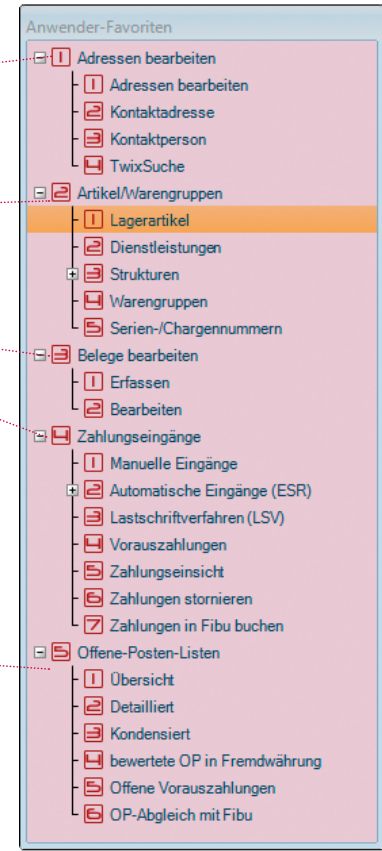 Anwender-Favoriten
1 Adressen bearbeiten
1 Adressen bearbeiten
2 Kontaktadresse
3 Kontaktperson
4 TwixSuche
2 Artikel/Warengruppen
1 Lagerartikel
2 Dienstleistungen
3 Strukturen
4 Warengruppen
5 Serien-/Chargennummern
3 Belege bearbeiten
1 Erfassen
2 Bearbeiten
4 Zahlungseingänge
1 Manuelle Eingänge
2 Automatische Eingänge (ESR)
3 Lastschriftverfahren (LSV)
4 Vorauszahlungen
5 Zahlungseinsicht
6 Zahlungen stornieren
7 Zahlungen in Fibu buchen
5 Offene-Posten-Listen
1 Übersicht
2 Detailliert
3 Kondensiert
4 bewertete OP in Fremdwährung
5 Offene Vorauszahlungen
6 OP-Abgleich mit Fibu